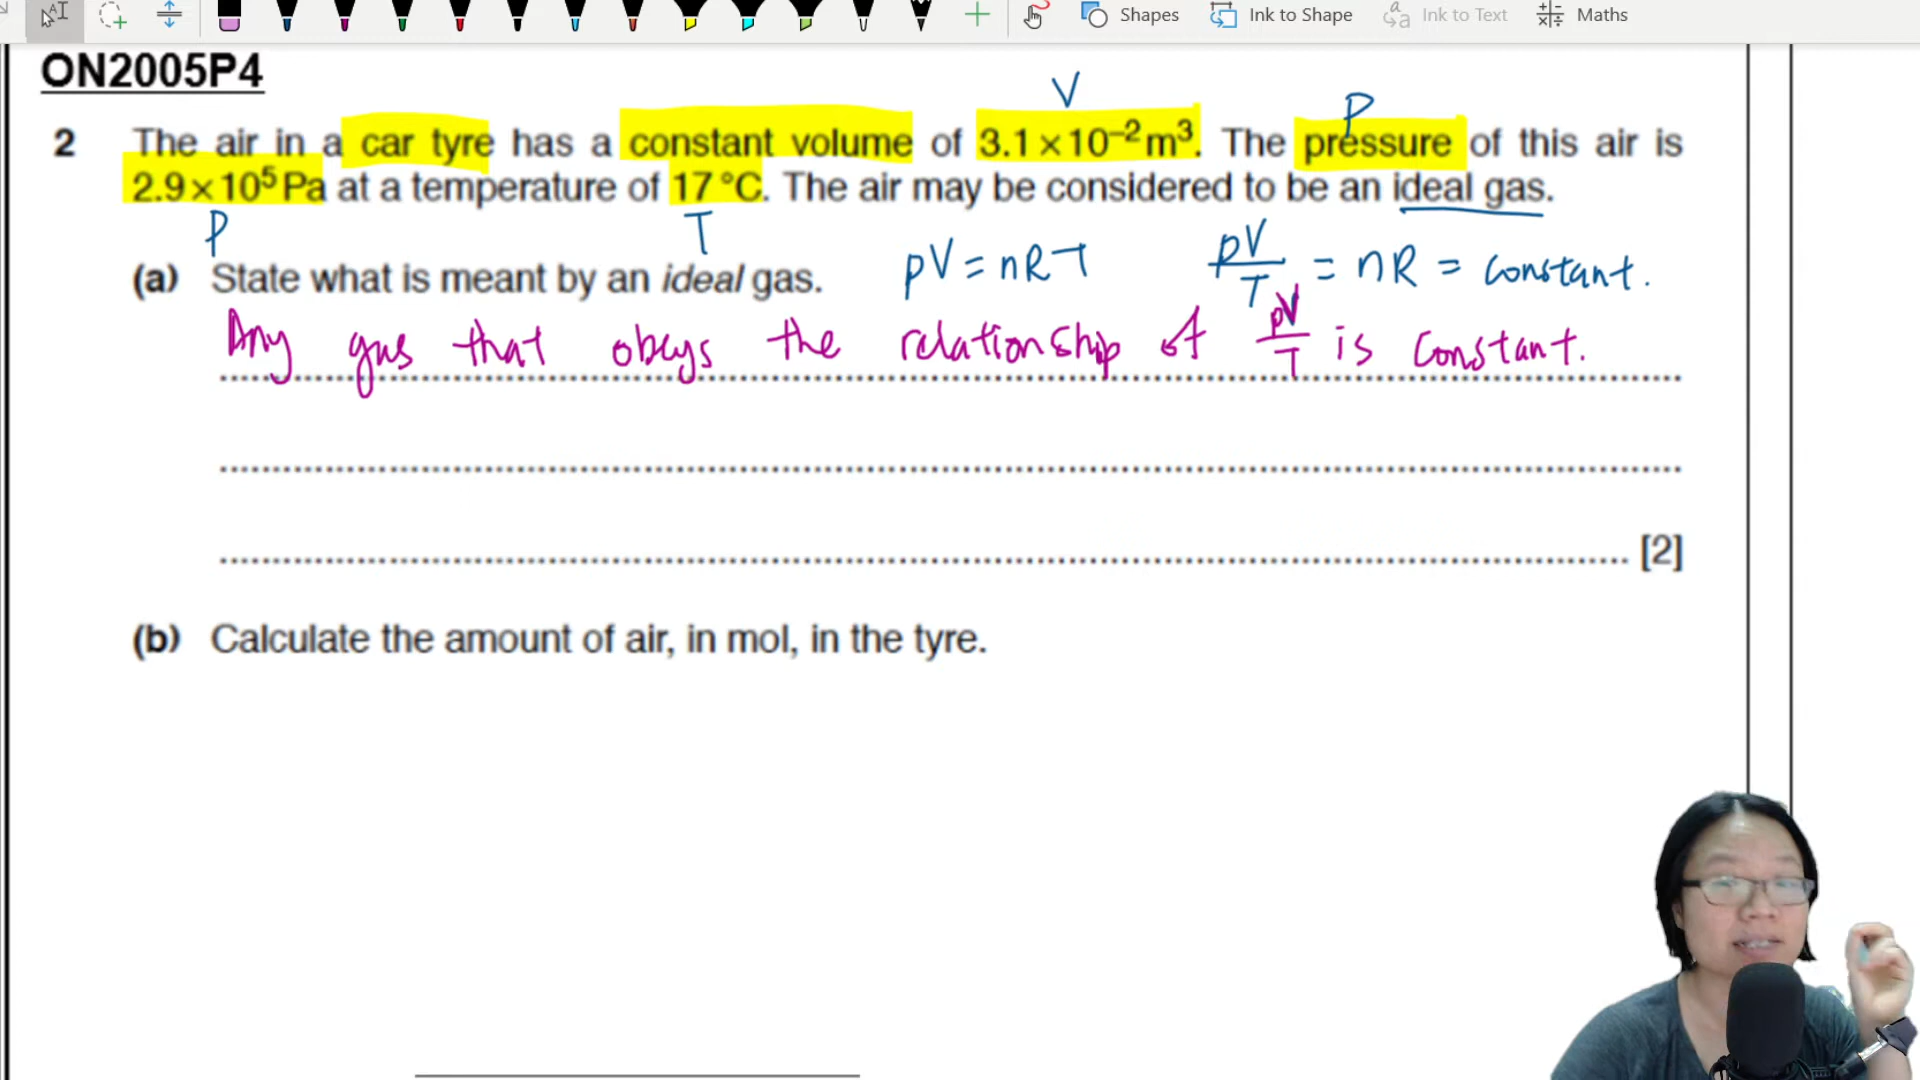 Shapes Ink to Shape Ink to Text Maths
ON2005P4
V
P
2 The air in a car tyre has a constant volume of 3.1×10⁻² m³. The pressure of this air is
2.9×10⁵ Pa at a temperature of 17 °C. The air may be considered to be an ideal gas.
P T
(a) State what is meant by an ideal gas. pV = nRT pV/T = nR = constant.
Any gas that obeys the relationship of pV/T is constant.
[2]
(b) Calculate the amount of air, in mol, in the tyre.